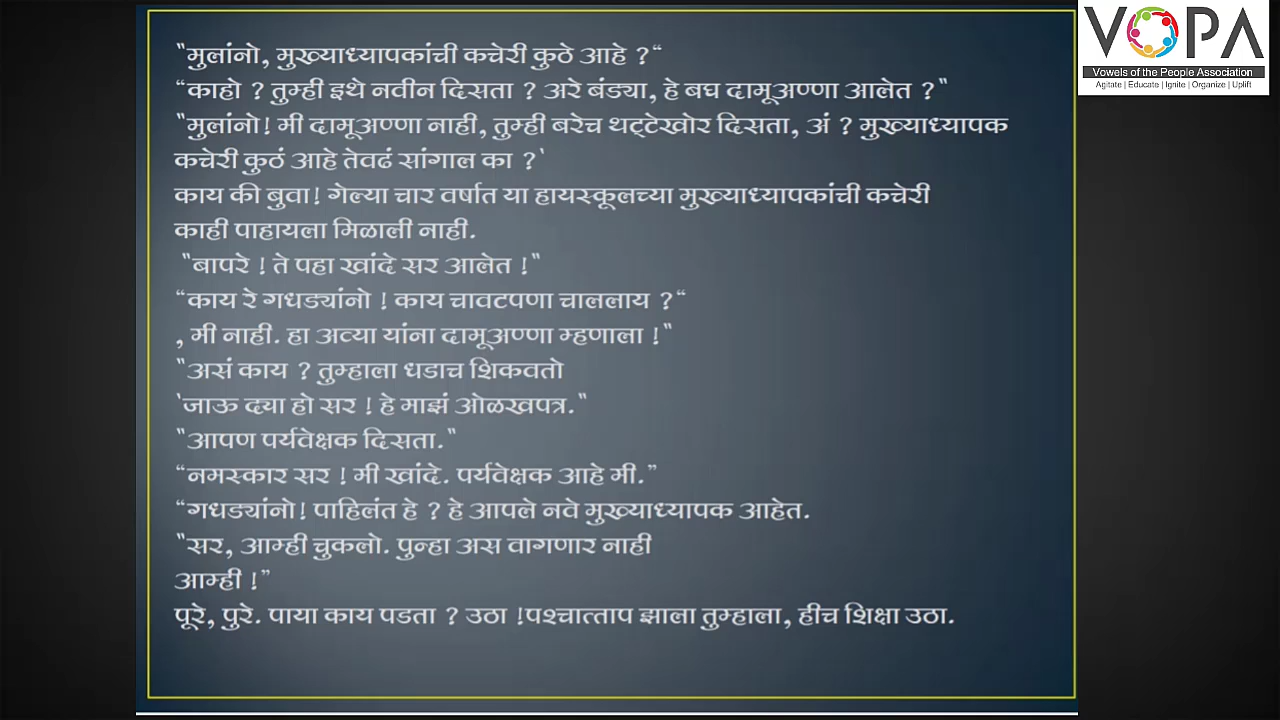 VOPA
Vowels of the People Association
Agitate | Educate | Ignite | Organize | Uplift
"मुलांनो, मुख्याध्यापकांची कचेरी कुठे आहे ?“
“काहो ? तुम्ही इथे नवीन दिसता ? अरे बंड्या, हे बघ दामूअण्णा आलेत ?"
"मुलांनो! मी दामूअण्णा नाही, तुम्ही बरेच थट्टेखोर दिसता, अं ? मुख्याध्यापक
कचेरी कुठं आहे तेवढं सांगाल का ?`
काय की बुवा! गेल्या चार वर्षात या हायस्कूलच्या मुख्याध्यापकांची कचेरी
काही पाहायला मिळाली नाही.
"बापरे ! ते पहा खांदे सर आलेत !"
“काय रे गधड्यांनो ! काय चावटपणा चाललाय ?“
, मी नाही. हा अव्या यांना दामूअण्णा म्हणाला !"
"असं काय ? तुम्हाला धडाच शिकवतो
`जाऊ द्या हो सर ! हे माझं ओळखपत्र."
"आपण पर्यवेक्षक दिसता."
“नमस्कार सर ! मी खांदे. पर्यवेक्षक आहे मी.”
“गधड्यांनो! पाहिलंत हे ? हे आपले नवे मुख्याध्यापक आहेत.
"सर, आम्ही चुकलो. पुन्हा अस वागणार नाही
आम्ही !”
पूरे, पुरे. पाया काय पडता ? उठा !पश्चात्ताप झाला तुम्हाला, हीच शिक्षा उठा.